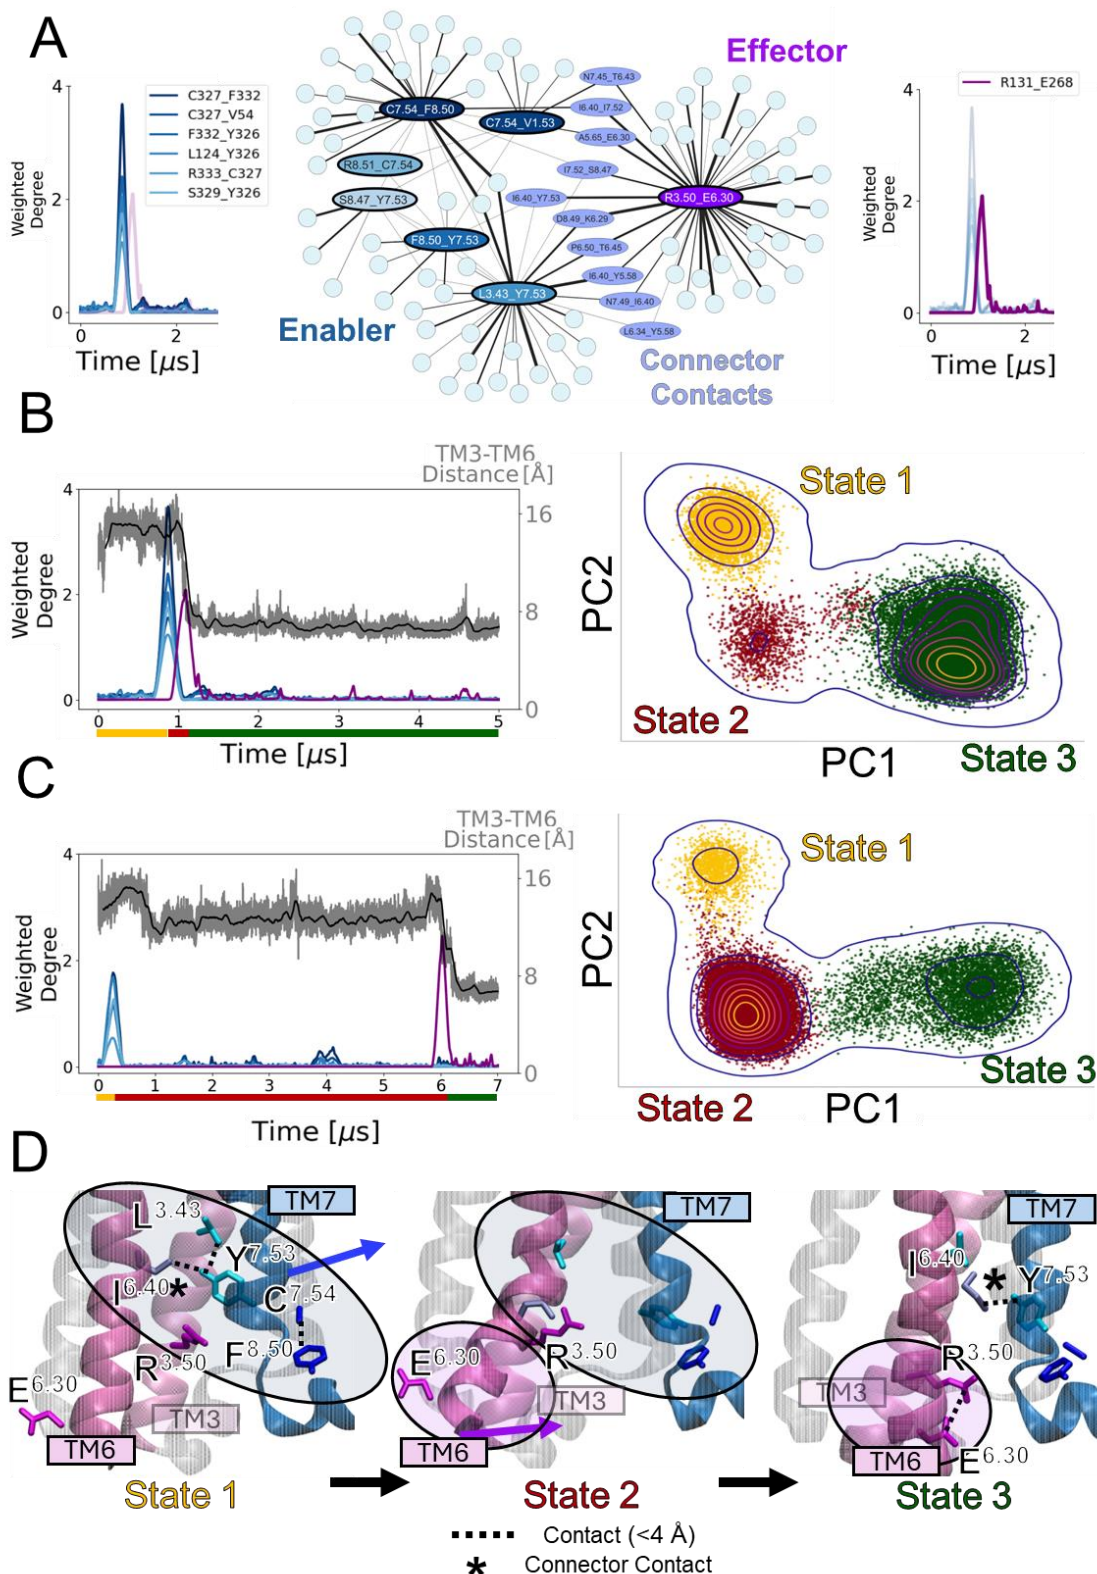 A
Effector
4
2
0
Weighted
Degree
0
2
Time [μs]
C327_F332
C327_V54
F332_Y326
L124_Y326
R333_C327
S329_Y326
C7.54_F8.50
C7.54_V1.53
R8.51_C7.54
S8.47_Y7.53
F8.50_Y7.53
L3.43_Y7.53
N7.45_T6.43
I6.40_I7.52
A5.65_E6.30
I7.52_S8.47
I6.40_Y7.53
D8.49_K6.29
P6.50_T6.45
I6.40_Y5.58
N7.49_I6.40
L6.34_Y5.58
R3.50_E6.30
Enabler
Connector
Contacts
R131_E268
4
2
0
Weighted
Degree
0
2
Time [μs]
B
TM3-TM6
Distance [Å]
4
2
0
Weighted
Degree
16
8
0
0 1 2 3 4 5
Time [μs]
State 1
State 2
State 3
PC2
PC1
C
TM3-TM6
Distance [Å]
4
2
0
Weighted
Degree
16
8
0
0 1 2 3 4 5 6 7
Time [μs]
State 1
State 2
State 3
PC2
PC1
D
TM7
L3.43
Y7.53
I6.40 *
C7.54
R3.50
F8.50
E6.30
TM3
TM6
State 1
TM7
E6.30
R3.50
TM3
TM6
State 2
TM7
I6.40
*
Y7.53
R3.50
TM3
TM6
E6.30
State 3
Contact (<4 Å)
* Connector Contact